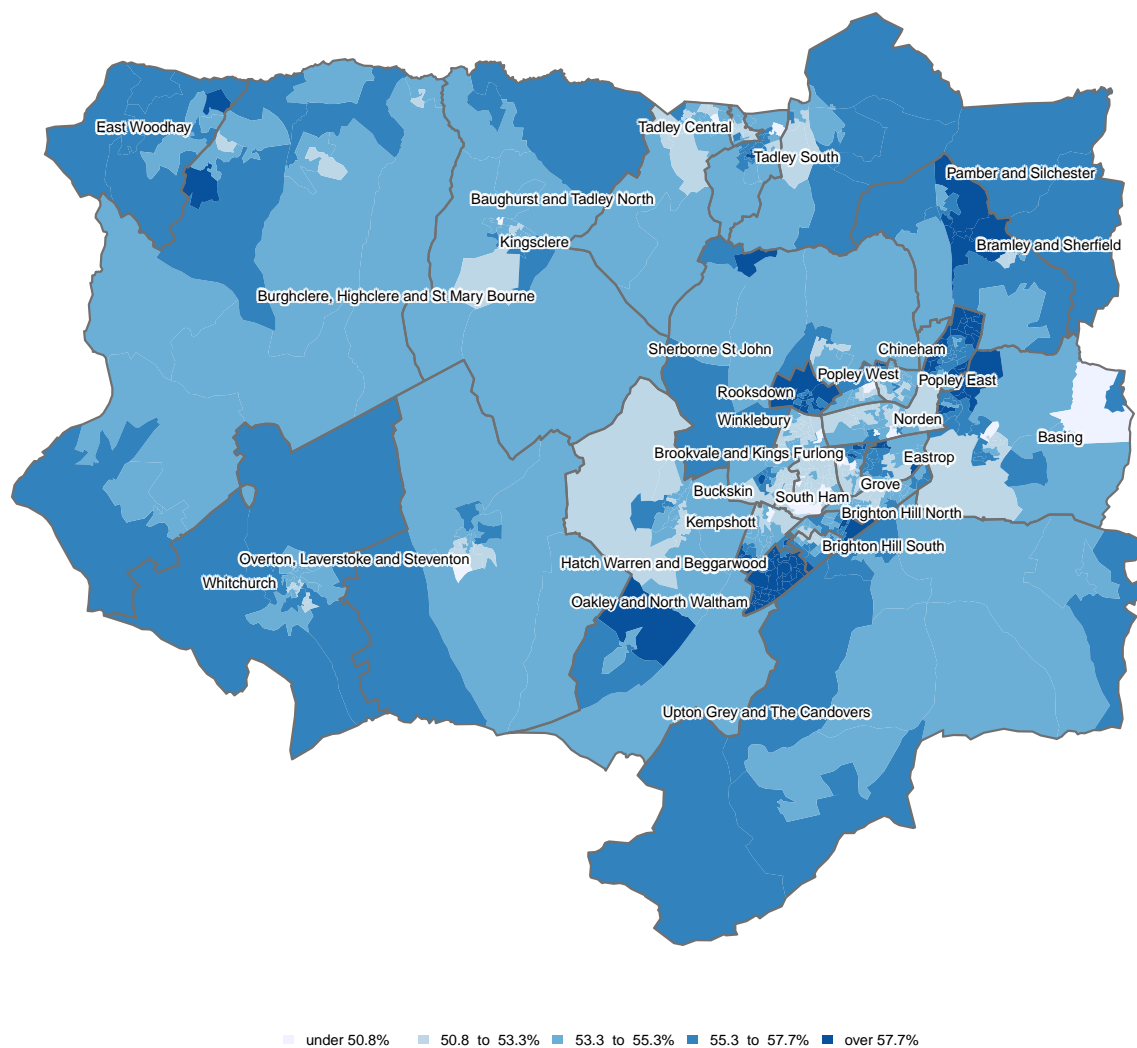 East Woodhay
Tadley Central
Tadley South
Pamber and Silchester
Baughurst and Tadley North
Kingsclere
Bramley and Sherfield
Burghclere, Highclere and St Mary Bourne
Sherborne St John
Chineham
Popley West
Popley East
Rooksdown
Winklebury
Norden
Basing
Brookvale and Kings Furlong
Eastrop
Grove
Buckskin
South Ham
Brighton Hill North
Kempshott
Brighton Hill South
Overton, Laverstoke and Steventon
Hatch Warren and Beggarwood
Whitchurch
Oakley and North Waltham
Upton Grey and The Candovers
under 50.8%
50.8 to 53.3%
53.3 to 55.3%
55.3 to 57.7%
over 57.7%